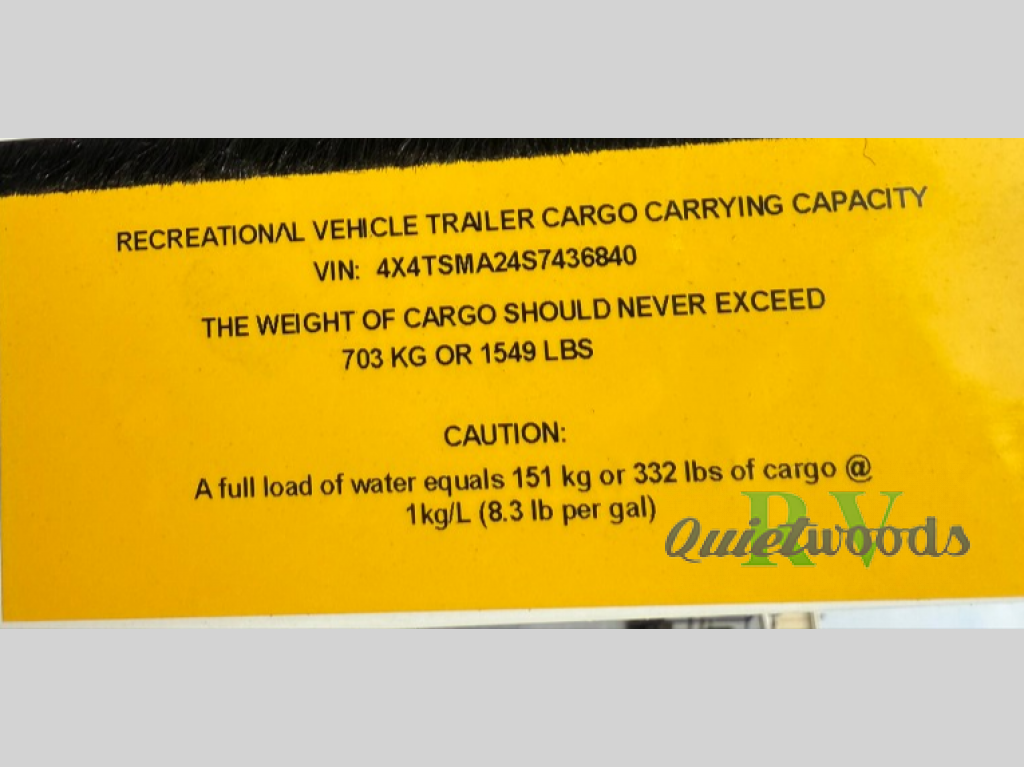 RECREATIONAL VEHICLE TRAILER CARGO CARRYING CAPACITY
VIN: 4X4TSMA24S7436840
THE WEIGHT OF CARGO SHOULD NEVER EXCEED
703 KG OR 1549 LBS
CAUTION:
A full load of water equals 151 kg or 332 lbs of cargo @
1kg/L (8.3 lb per gal)
RV
Quietwoods